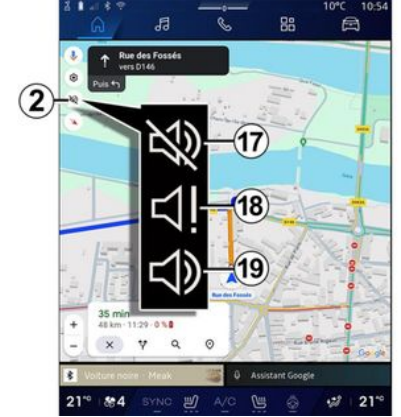 10°C 10:54
Rue des Fossés
vers D146
Puis
2
17
18
19
Rue des Fossés
35 min
48 km · 11:29 · 0 %
Google
Voiture noire · Meak
Assistant Google
21°C 4 SYNC A/C 21°C